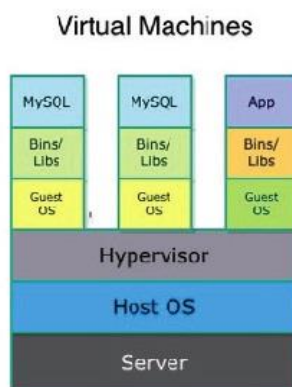 Virtual Machines
MySQL
MySQL
App
Bins/
Libs
Bins/
Libs
Bins/
Libs
Guest
OS
Guest
OS
Guest
OS
Hypervisor
Host OS
Server